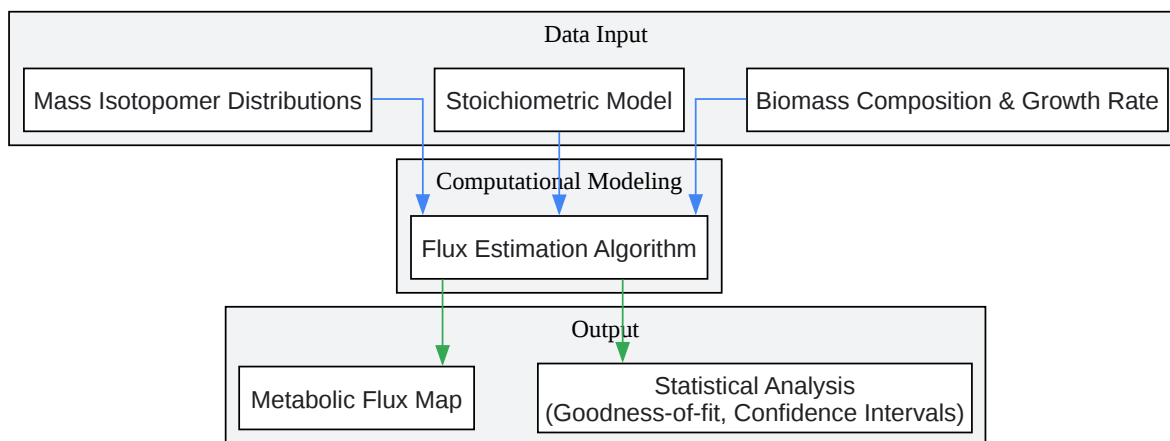 Data Input
Mass Isotopomer Distributions
Stoichiometric Model
Biomass Composition & Growth Rate
Computational Modeling
Flux Estimation Algorithm
Output
Metabolic Flux Map
Statistical Analysis
(Goodness-of-fit, Confidence Intervals)